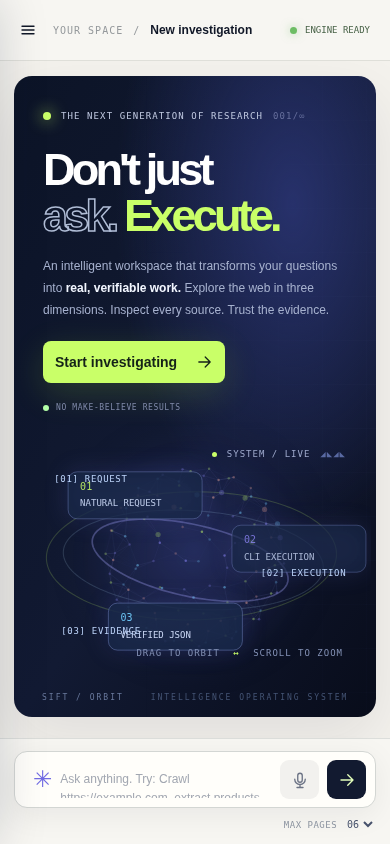 YOUR SPACE / New investigation
ENGINE READY
THE NEXT GENERATION OF RESEARCH 001/∞
Don't just
ask. Execute.
An intelligent workspace that transforms your questions
into real, verifiable work. Explore the web in three
dimensions. Inspect every source. Trust the evidence.
Start investigating →
NO MAKE-BELIEVE RESULTS
SYSTEM / LIVE
[01] REQUEST
01
NATURAL REQUEST
02
CLI EXECUTION
[02] EXECUTION
03
[03] EVIDENCE
VERIFIED JSON
DRAG TO ORBIT ↔ SCROLL TO ZOOM
SIFT / ORBIT
INTELLIGENCE OPERATING SYSTEM
Ask anything. Try: Crawl
https://example.com, extract products
MAX PAGES 06